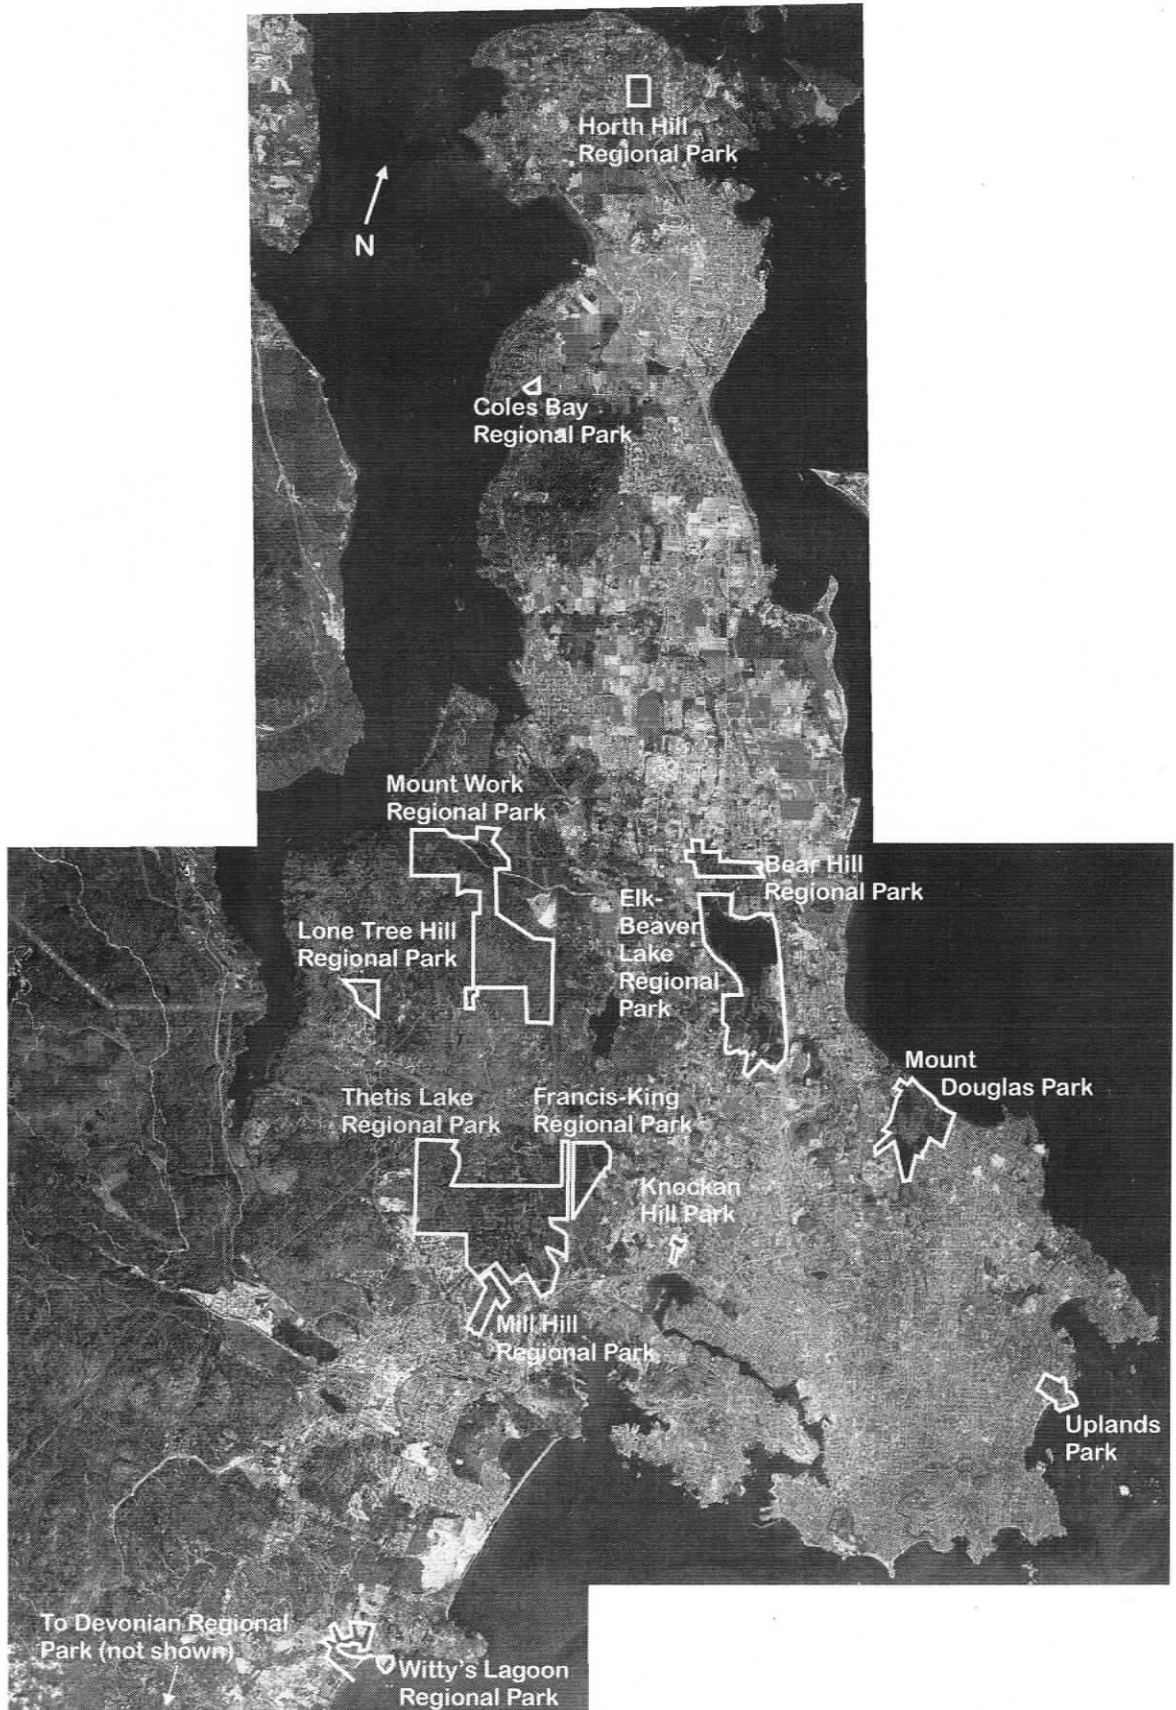 Horth Hill
Regional Park
N
Coles Bay
Regional Park
Mount Work
Regional Park
Bear Hill
Regional Park
Elk-
Beaver
Lake
Regional
Park
Lone Tree Hill
Regional Park
Mount
Douglas Park
Thetis Lake
Regional Park
Francis-King
Regional Park
Knockan
Hill Park
Mill Hill
Regional Park
Uplands
Park
To Devonian Regional
Park (not shown)
Witty's Lagoon
Regional Park